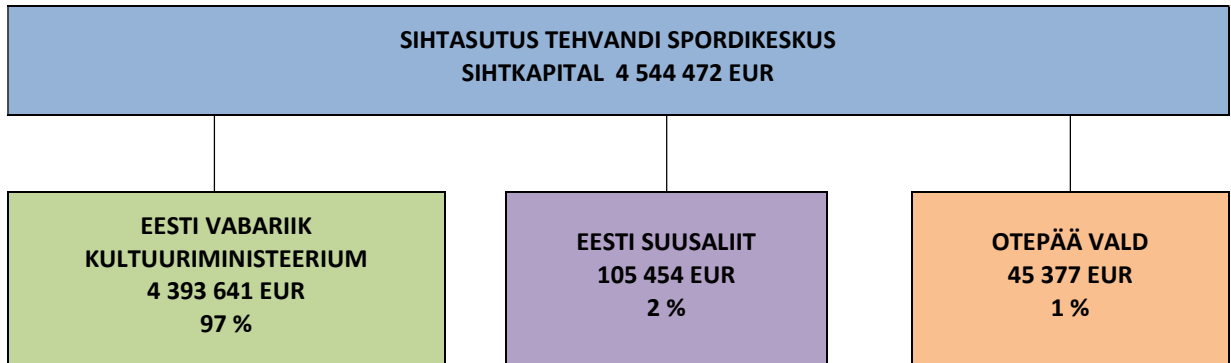 SIHTASUTUS TEHVANDI SPORDIKESKUS
SIHTKAPITAL 4 544 472 EUR
EESTI VABARIIK
KULTUURIMINISTEERIUM
4 393 641 EUR
97 %
EESTI SUUSALIIT
105 454 EUR
2 %
OTEPÄÄ VALD
45 377 EUR
1 %